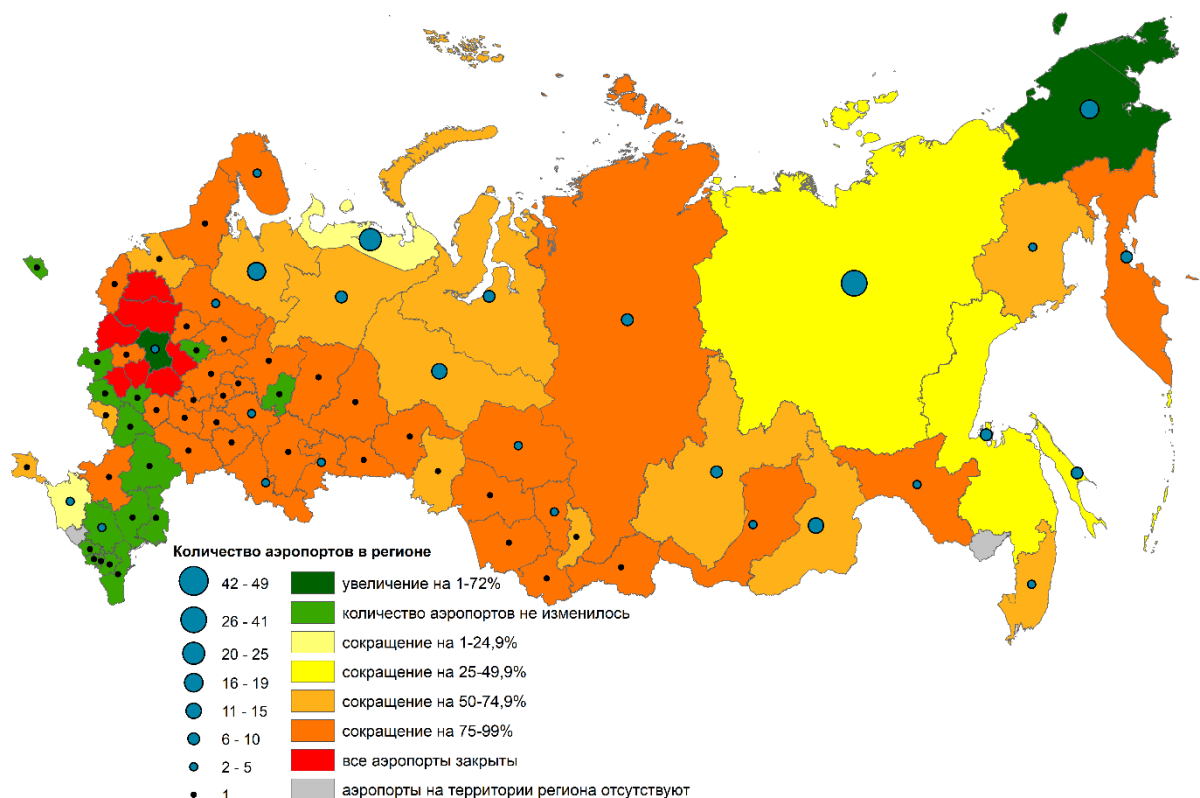 Количество аэропортов в регионе
42 - 49 увеличение на 1-72%
26 - 41 количество аэропортов не изменилось
20 - 25 сокращение на 1-24,9%
16 - 19 сокращение на 25-49,9%
11 - 15 сокращение на 50-74,9%
6 - 10 сокращение на 75-99%
2 - 5 все аэропорты закрыты
1 аэропорты на территории региона отсутствуют